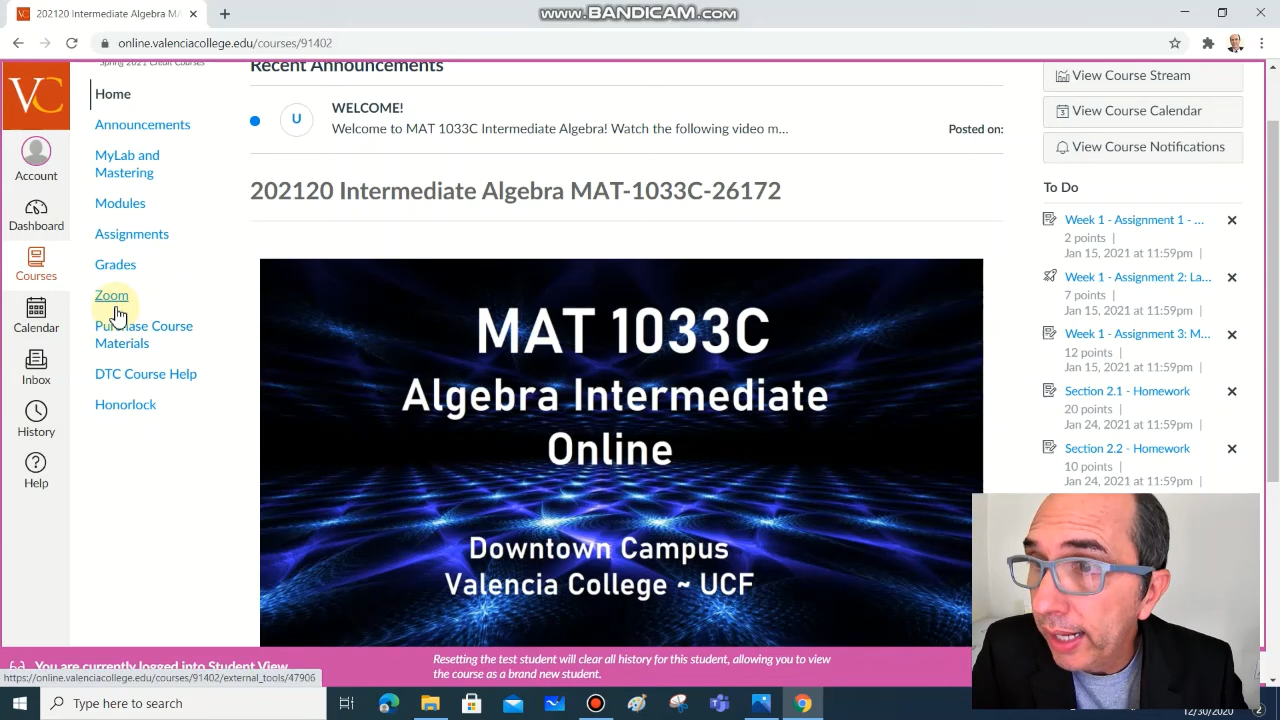 202120 Intermediate Algebra MA
www.BANDICAM.com
online.valenciacollege.edu/courses/91402
Spring 2021 Credit Courses
VC
Home
Announcements
MyLab and
Mastering
Modules
Assignments
Grades
Zoom
Purchase Course
Materials
DTC Course Help
Honorlock
Account
Dashboard
Courses
Calendar
Inbox
History
Help
Recent Announcements
U
WELCOME!
Welcome to MAT 1033C Intermediate Algebra! Watch the following video m...
Posted on:
202120 Intermediate Algebra MAT-1033C-26172
MAT 1033C
Algebra Intermediate
Online
Downtown Campus
Valencia College ~ UCF
View Course Stream
View Course Calendar
View Course Notifications
To Do
Week 1 - Assignment 1 - ...
2 points |
Jan 15, 2021 at 11:59pm |
Week 1 - Assignment 2: La...
7 points |
Jan 15, 2021 at 11:59pm |
Week 1 - Assignment 3: M...
12 points |
Jan 15, 2021 at 11:59pm |
Section 2.1 - Homework
20 points |
Jan 24, 2021 at 11:59pm |
Section 2.2 - Homework
10 points |
Jan 24, 2021 at 11:59pm |
You are currently logged into Student View
Resetting the test student will clear all history for this student, allowing you to view
the course as a brand new student.
https://online.valenciacollege.edu/courses/91402/external_tools/47906
Type here to search
12/30/2020